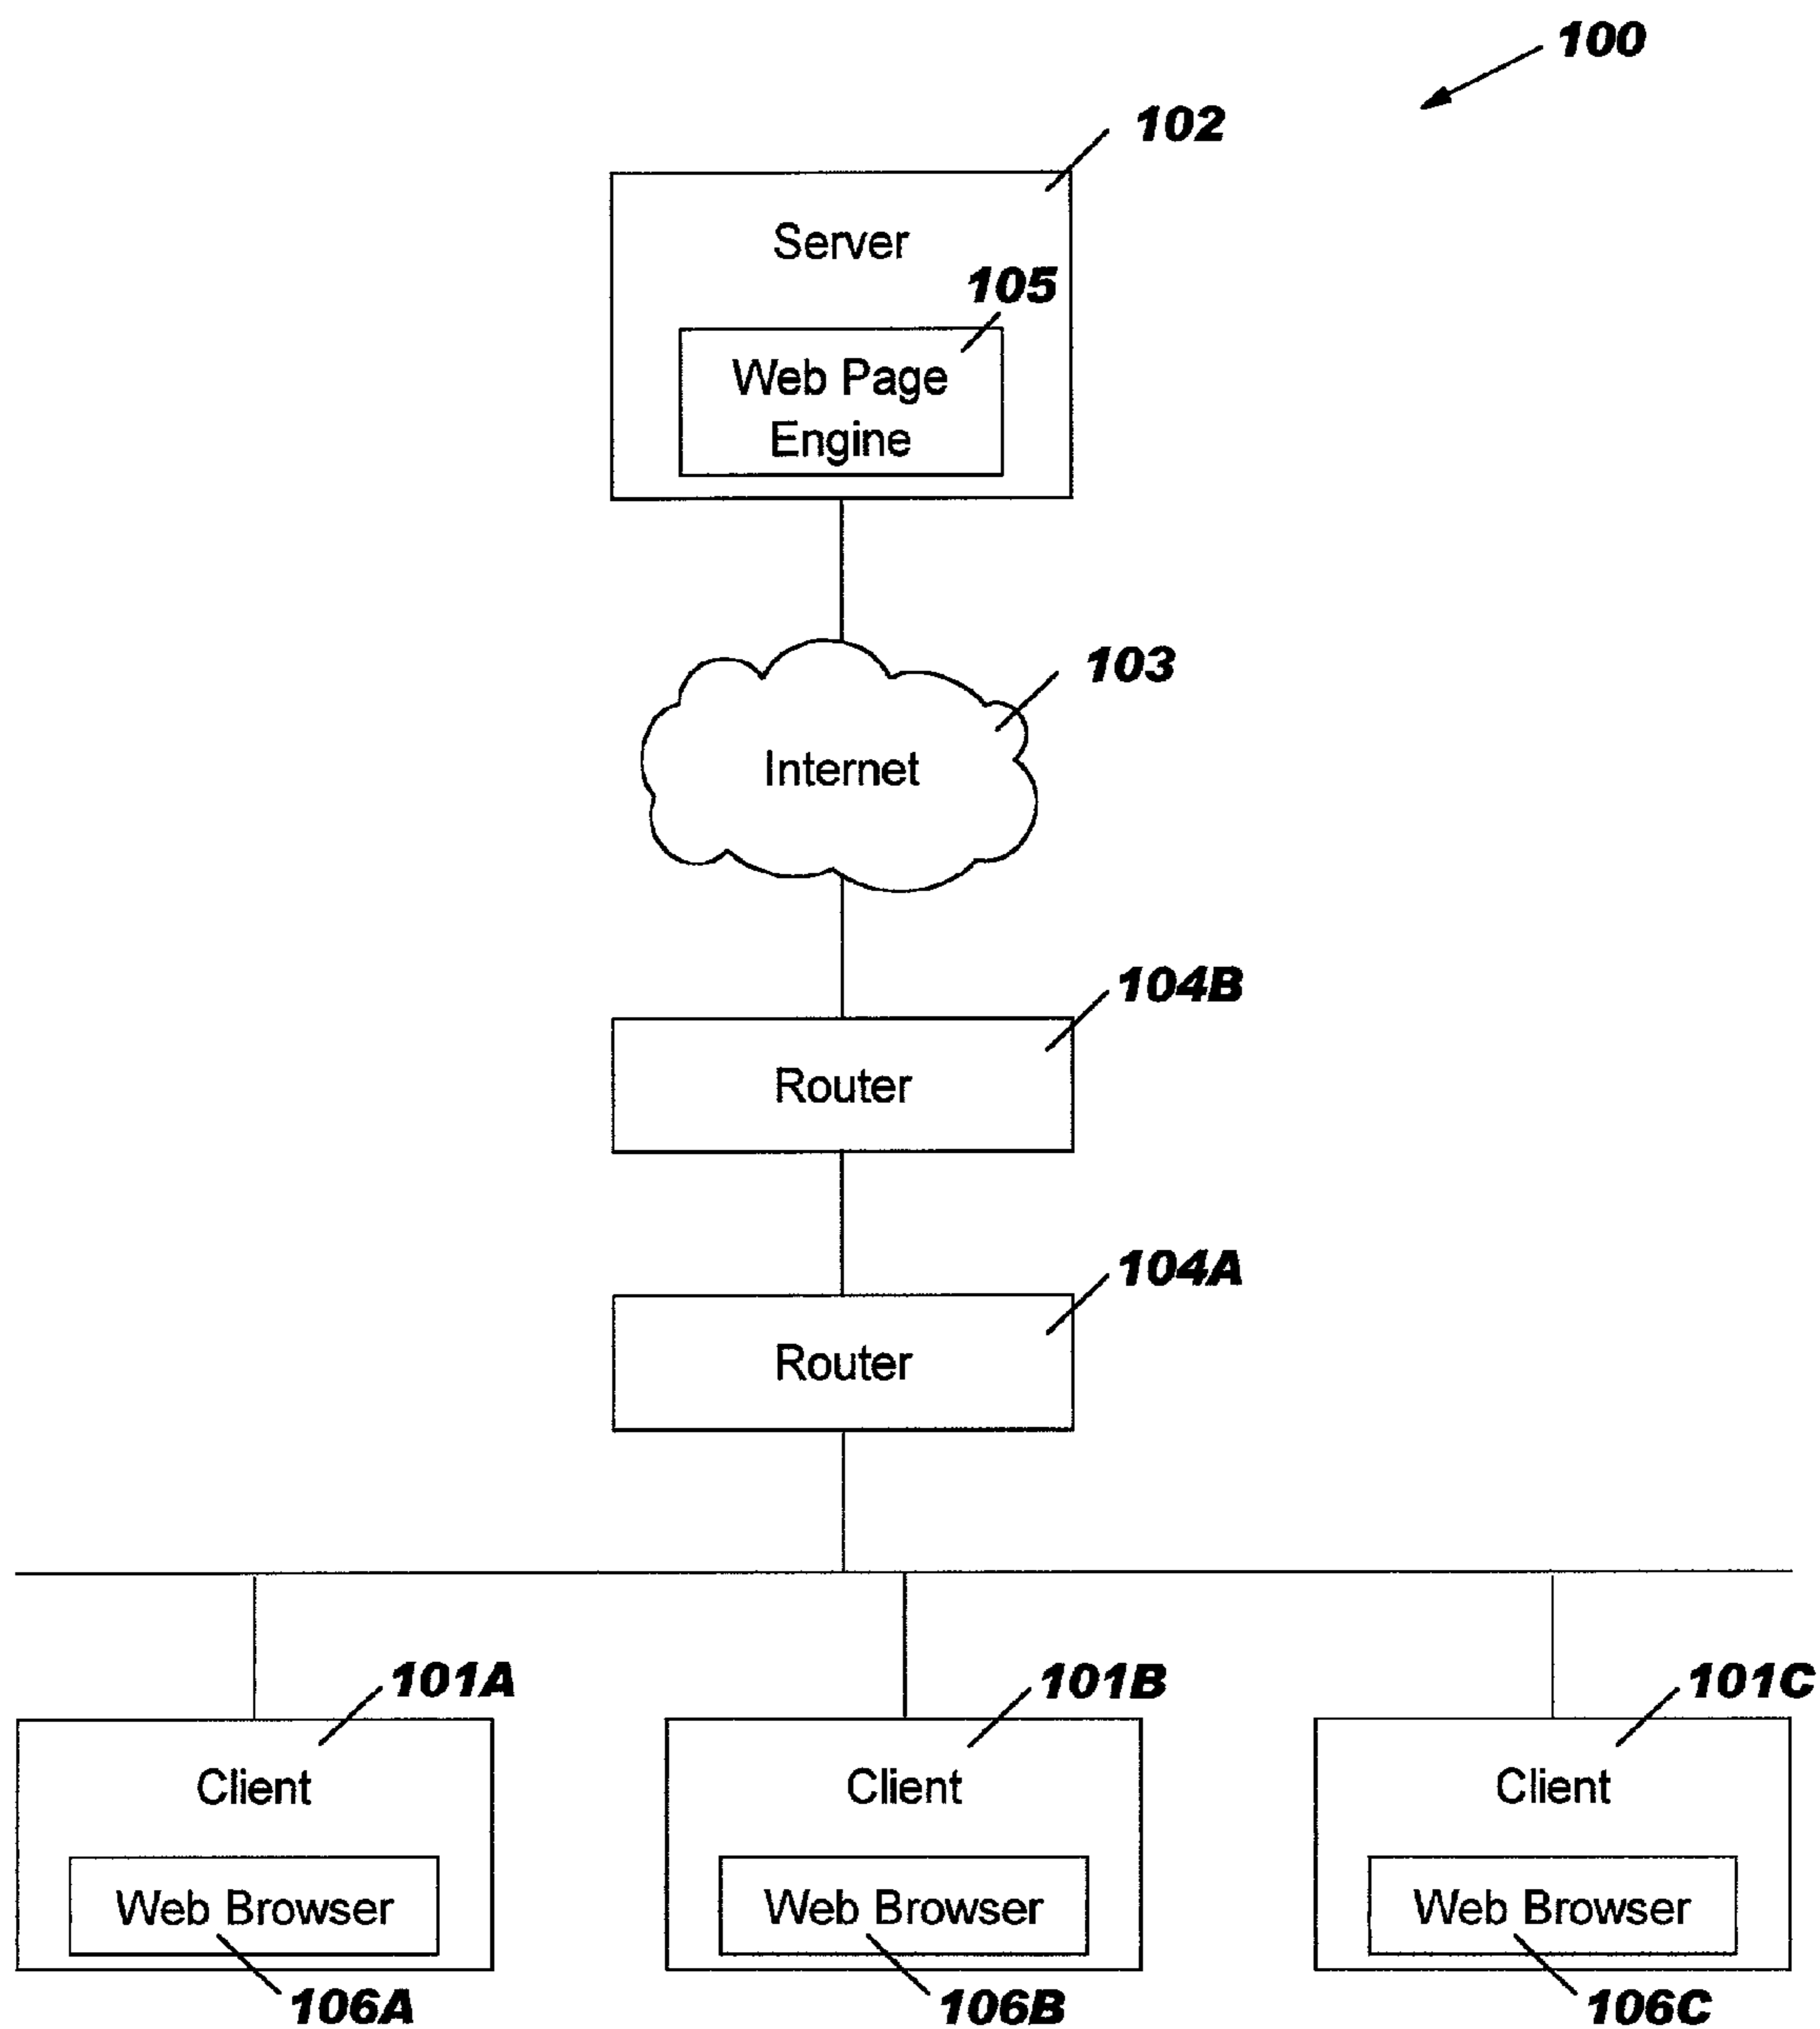 100
102
Server
105
Web Page
Engine
103
Internet
104B
Router
104A
Router
101A
101B
101C
Client
Client
Client
Web Browser
Web Browser
Web Browser
106A
106B
106C